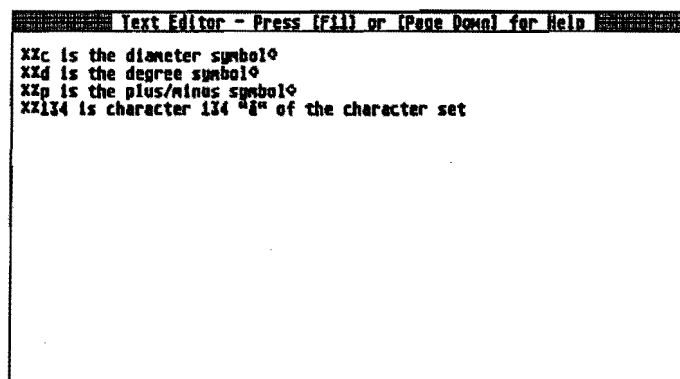 Text Editor - Press [F11] or [Page Down] for Help
%%c is the diameter symbol◊
%%d is the degree symbol◊
%%p is the plus/minus symbol◊
%%134 is character 134 "å" of the character set